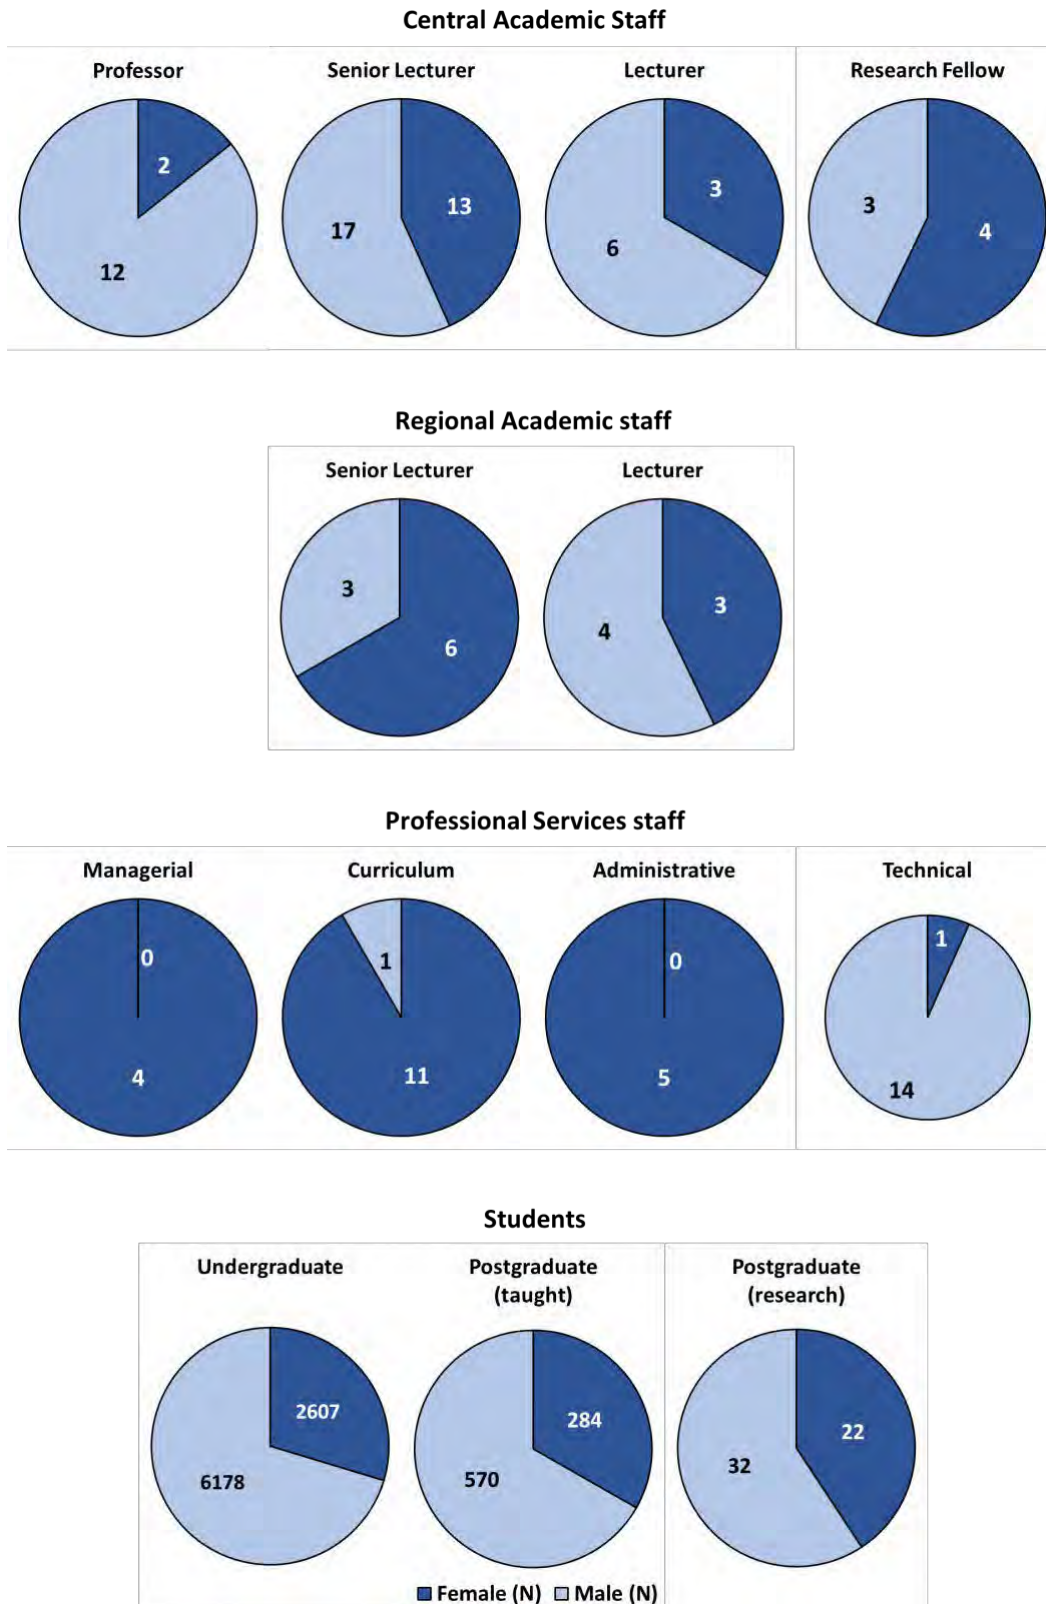 Central Academic Staff
Professor
Senior Lecturer
Lecturer
Research Fellow
2
12
13
17
3
6
4
3
Regional Academic staff
Senior Lecturer
Lecturer
3
6
3
4
Professional Services staff
Managerial
Curriculum
Administrative
Technical
0
4
1
11
0
5
1
14
Students
Undergraduate
Postgraduate
(taught)
Postgraduate
(research)
2607
6178
284
570
22
32
Female (N) Male (N)